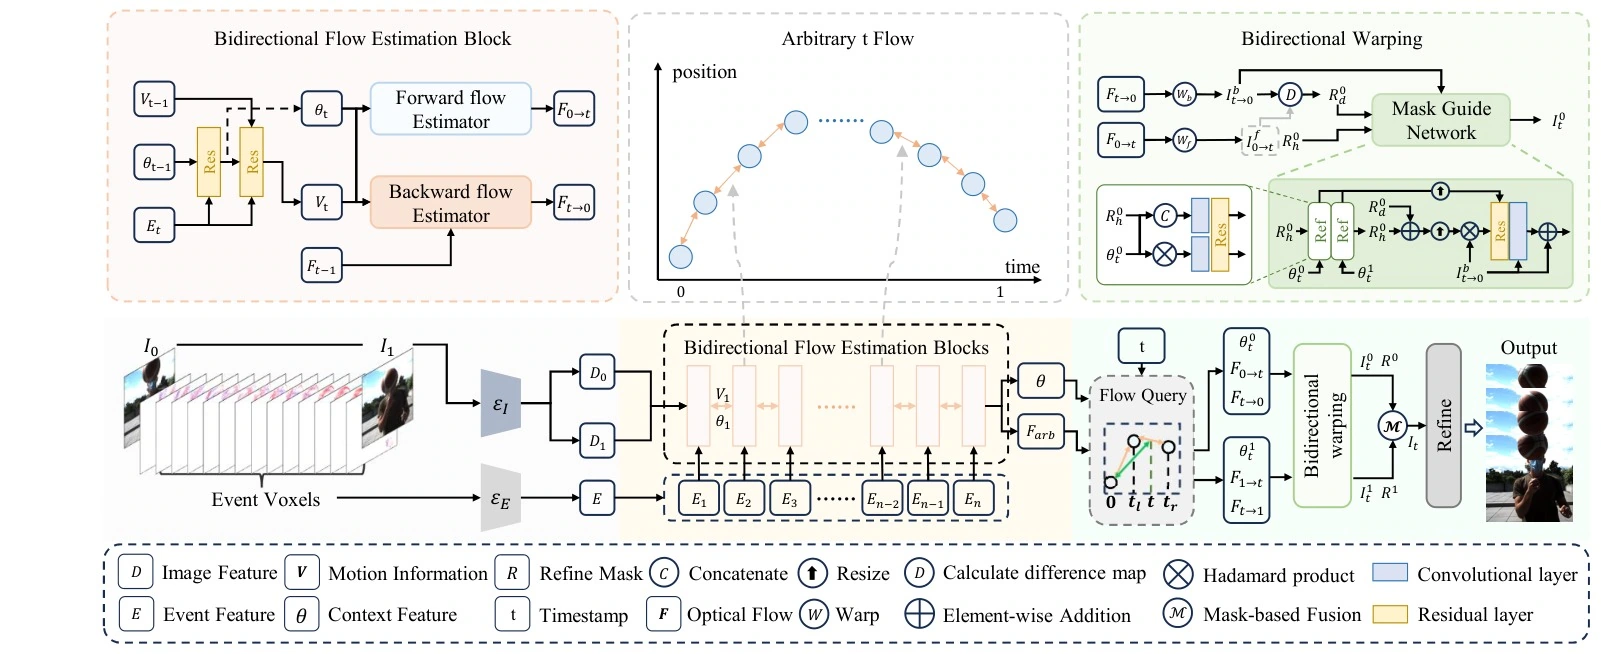 Bidirectional Flow Estimation Block
V_{t−1}
θ_t
Forward flow
Estimator
F_{0→t}
θ_{t−1}
Res
Res
V_t
Backward flow
Estimator
F_{t→0}
E_t
F_{t−1}
Arbitrary t Flow
position
time
0
1
Bidirectional Warping
F_{t→0}
W_b
I^b_{t→0}
D
R^0_d
F_{0→t}
W_f
I^f_{0→t}
R^0_h
Mask Guide
Network
I^0_t
R^0_h
C
θ^0_t
Res
R^0_h
Ref
Ref
R^0_d
R^0_h
θ^0_t
θ^1_t
I^b_{t→0}
Res
I_0
I_1
Event Voxels
ε_I
ε_E
D_0
D_1
E
Bidirectional Flow Estimation Blocks
V_1
θ_1
......
E_1
E_2
E_3
......
E_{n−2}
E_{n−1}
E_n
θ
F_{arb}
t
Flow Query
0 t_l t t_r
θ^0_t
F_{0→t}
F_{t→0}
θ^1_t
F_{1→t}
F_{t→1}
Bidirectional
warping
I^0_t R^0
ℳ
I_t
I^1_t R^1
Refine
Output
D Image Feature V Motion Information R Refine Mask C Concatenate Resize D Calculate difference map Hadamard product Convolutional layer
E Event Feature θ Context Feature t Timestamp F Optical Flow W Warp Element-wise Addition ℳ Mask-based Fusion Residual layer